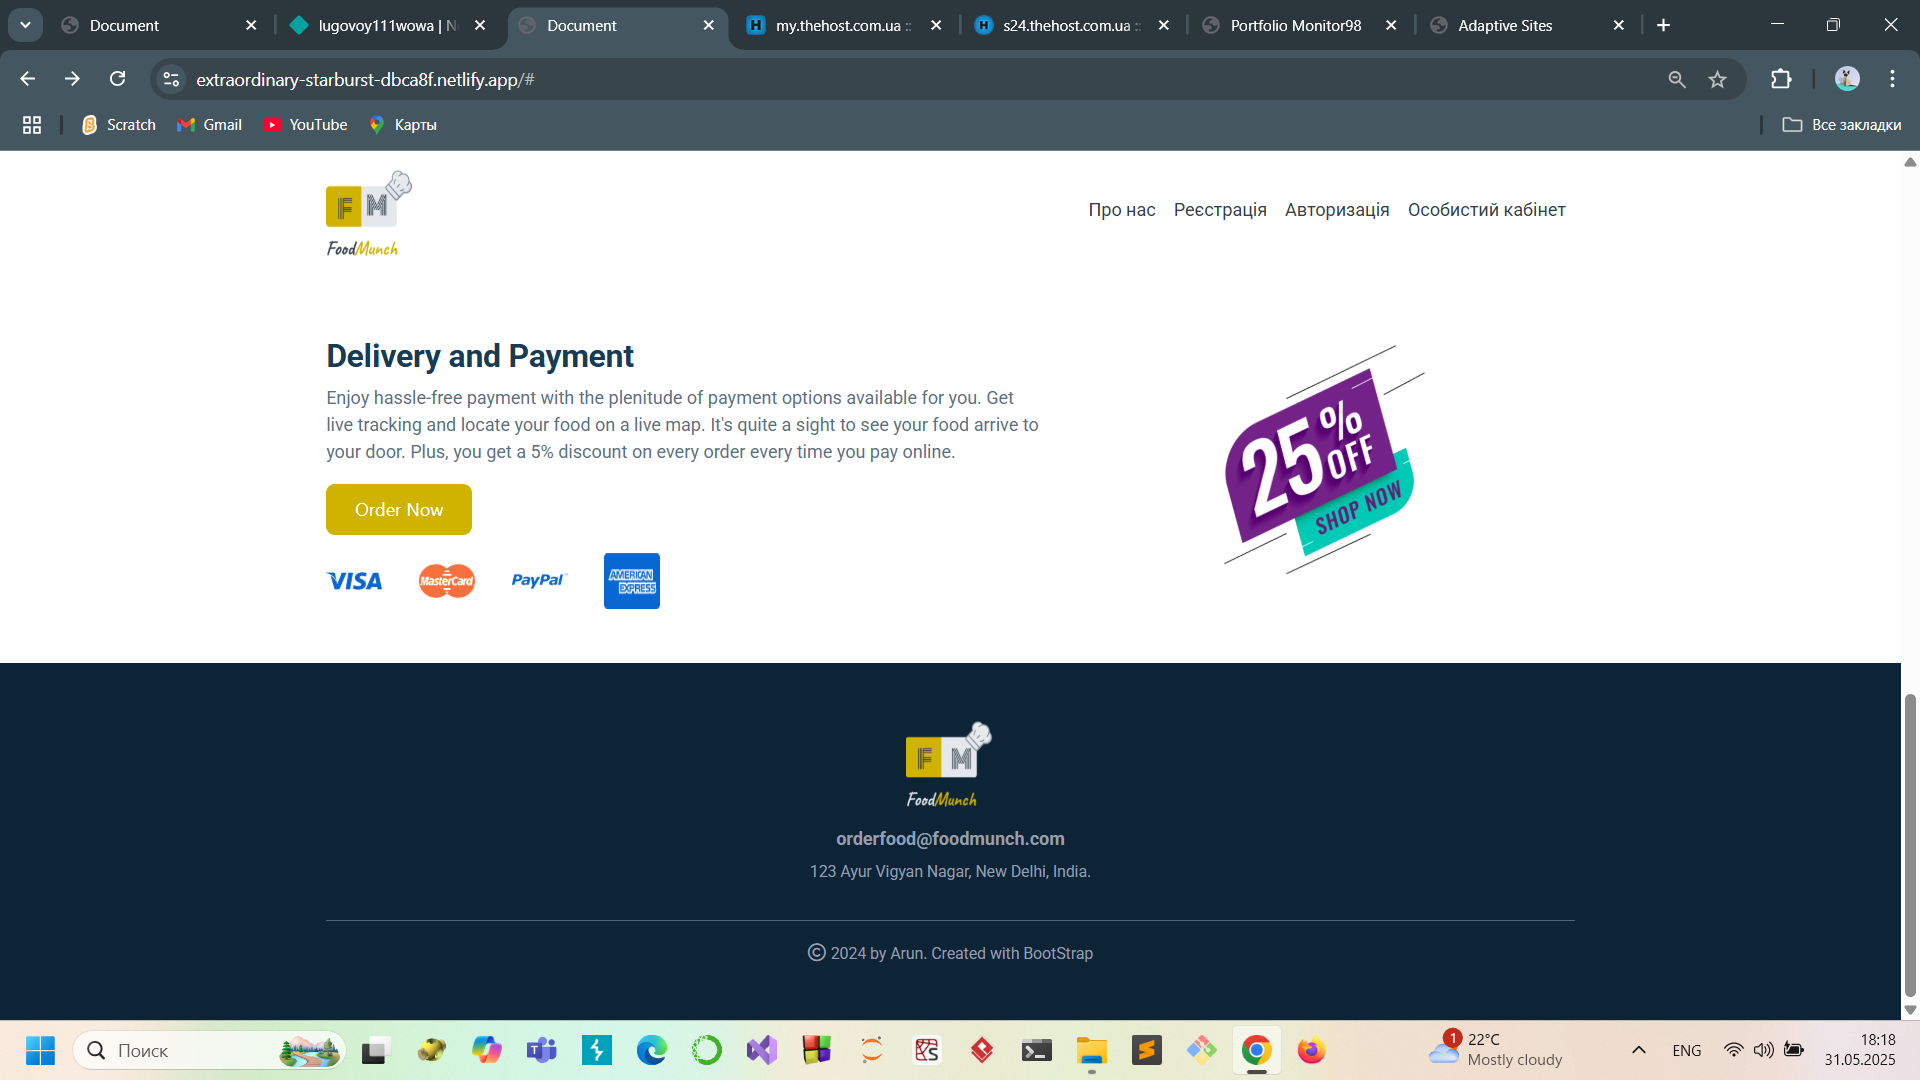 Document
lugovoy111wowa | N
Document
my.thehost.com.ua ::
s24.thehost.com.ua ::
Portfolio Monitor98
Adaptive Sites
extraordinary-starburst-dbca8f.netlify.app/#
Scratch
Gmail
YouTube
Карты
Все закладки
F M
FoodMunch
Про нас
Реєстрація
Авторизація
Особистий кабінет
Delivery and Payment
Enjoy hassle-free payment with the plenitude of payment options available for you. Get
live tracking and locate your food on a live map. It's quite a sight to see your food arrive to
your door. Plus, you get a 5% discount on every order every time you pay online.
Order Now
VISA
MasterCard
PayPal
AMERICAN
EXPRESS
25% OFF
SHOP NOW
F M
FoodMunch
orderfood@foodmunch.com
123 Ayur Vigyan Nagar, New Delhi, India.
© 2024 by Arun. Created with BootStrap
Поиск
1
22°C
Mostly cloudy
ENG
18:18
31.05.2025